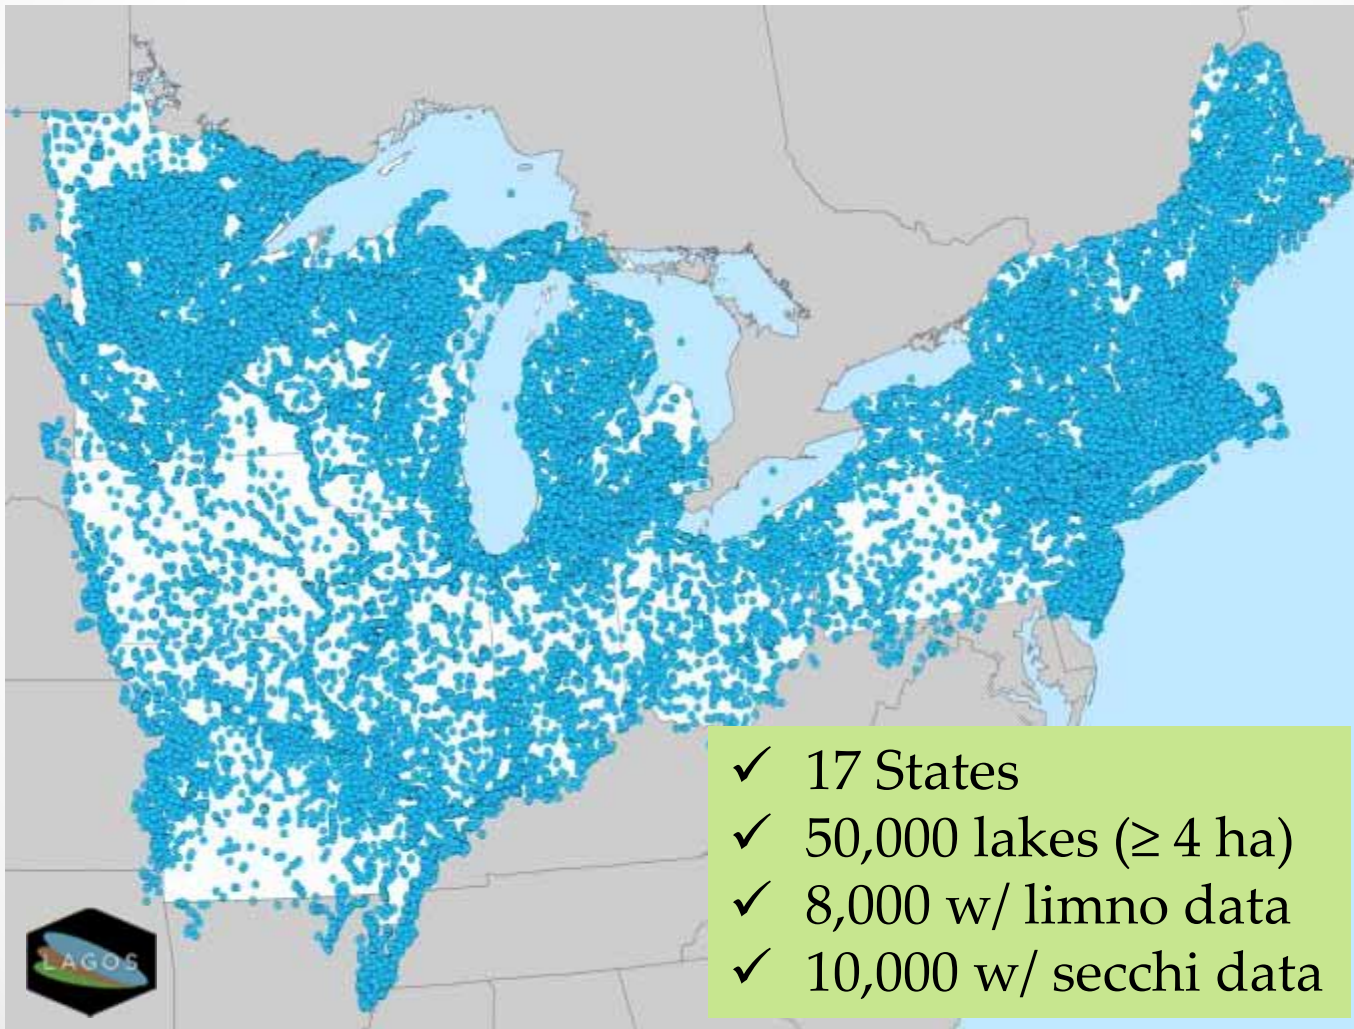 ✓ 17 States
✓ 50,000 lakes (≥ 4 ha)
✓ 8,000 w/ limno data
✓ 10,000 w/ secchi data
LAGOS